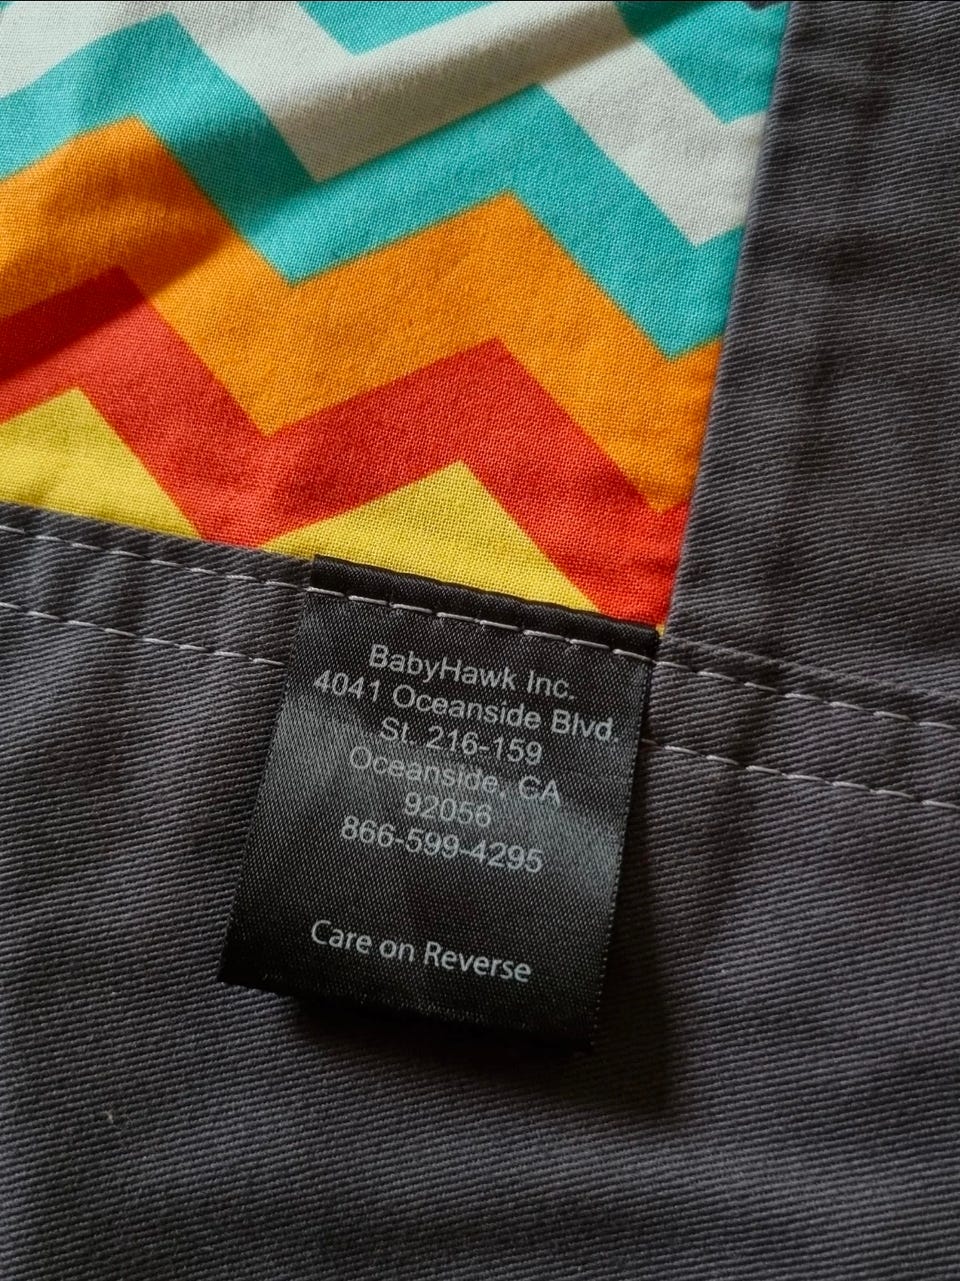 BabyHawk Inc.
4041 Oceanside Blvd.
St. 216-159
Oceanside, CA
92056
866-599-4295
Care on Reverse